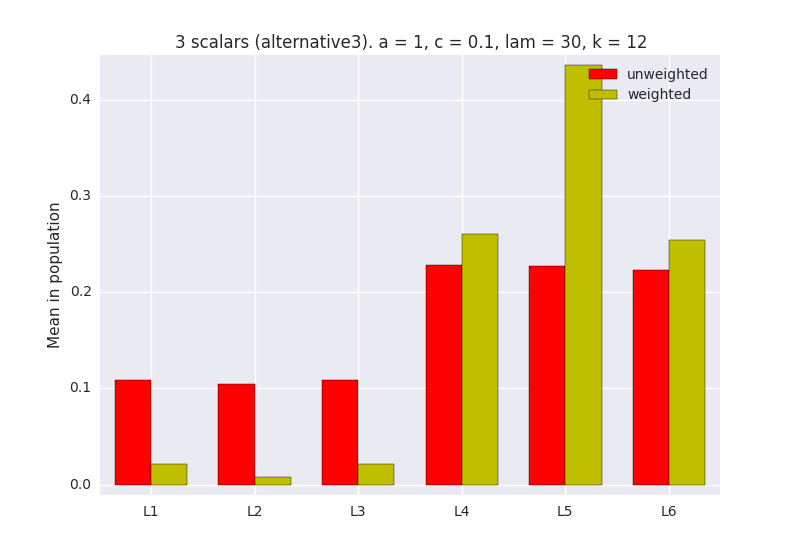 3 scalars (alternative3). a = 1, c = 0.1, lam = 30, k = 12
unweighted
weighted
Mean in population
0.4
0.3
0.2
0.1
0.0
L1 L2 L3 L4 L5 L6